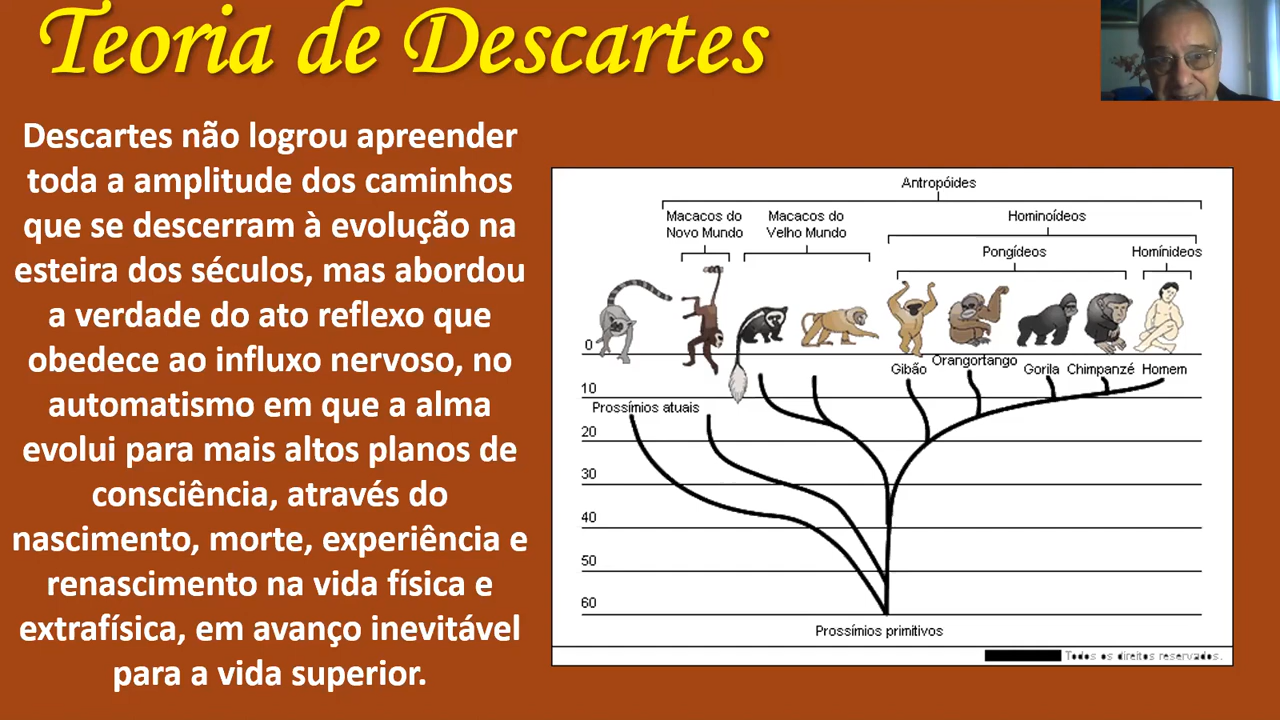 Teoria de Descartes
Descartes não logrou apreender
toda a amplitude dos caminhos
que se descerram à evolução na
esteira dos séculos, mas abordou
a verdade do ato reflexo que
obedece ao influxo nervoso, no
automatismo em que a alma
evolui para mais altos planos de
consciência, através do
nascimento, morte, experiência e
renascimento na vida física e
extrafísica, em avanço inevitável
para a vida superior.
Antropóides
Macacos do
Novo Mundo
Macacos do
Velho Mundo
Hominoídeos
Pongídeos
Homínideos
0
Gibão
Orangortango
Gorila
Chimpanzé
Homem
10
Prossímios atuais
20
30
40
50
60
Prossímios primitivos
Todos os direitos reservados.